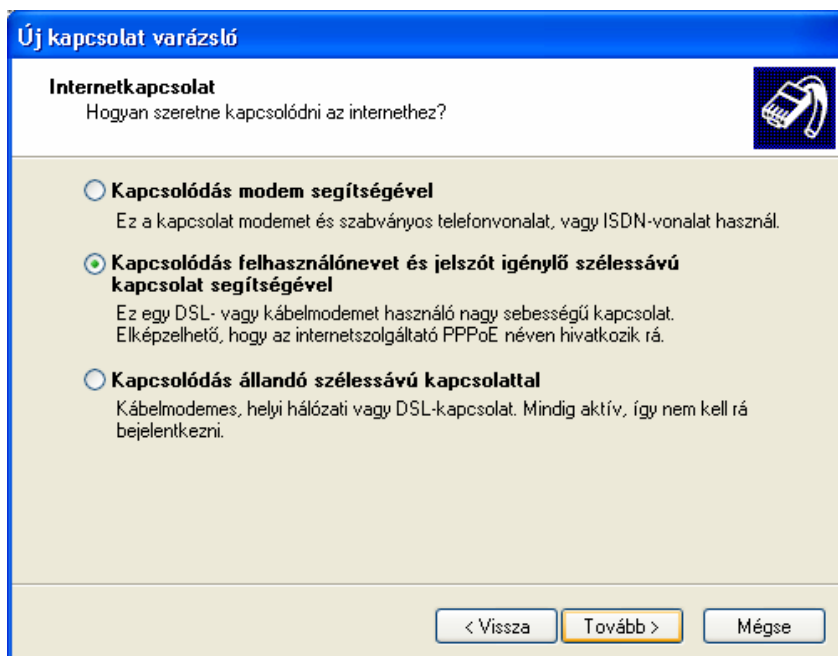 Új kapcsolat varázsló
Internetkapcsolat
Hogyan szeretne kapcsolódni az internethez?
Kapcsolódás modem segítségével
Ez a kapcsolat modemet és szabványos telefonvonalat, vagy ISDN-vonalat használ.
Kapcsolódás felhasználónevet és jelszót igénylő szélessávú
kapcsolat segítségével
Ez egy DSL- vagy kábelmodemet használó nagy sebességű kapcsolat.
Elképzelhető, hogy az internetszolgáltató PPPoE néven hivatkozik rá.
Kapcsolódás állandó szélessávú kapcsolattal
Kábelmodemes, helyi hálózati vagy DSL-kapcsolat. Mindig aktív, így nem kell rá
bejelentkezni.
< Vissza Tovább > Mégse